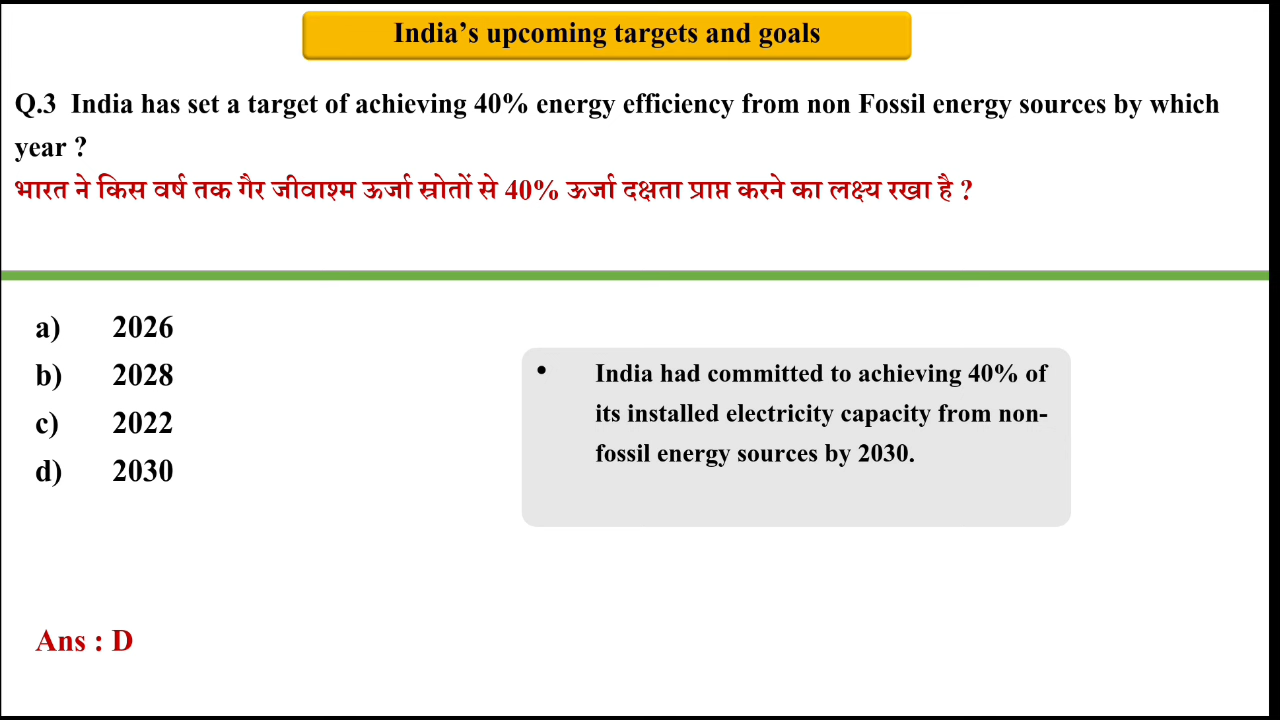 India’s upcoming targets and goals
Q.3 India has set a target of achieving 40% energy efficiency from non Fossil energy sources by which
year ?
भारत ने किस वर्ष तक गैर जीवाश्म ऊर्जा स्रोतों से 40% ऊर्जा दक्षता प्राप्त करने का लक्ष्य रखा है ?
a) 2026
b) 2028
c) 2022
d) 2030
• India had committed to achieving 40% of
its installed electricity capacity from non-
fossil energy sources by 2030.
Ans : D